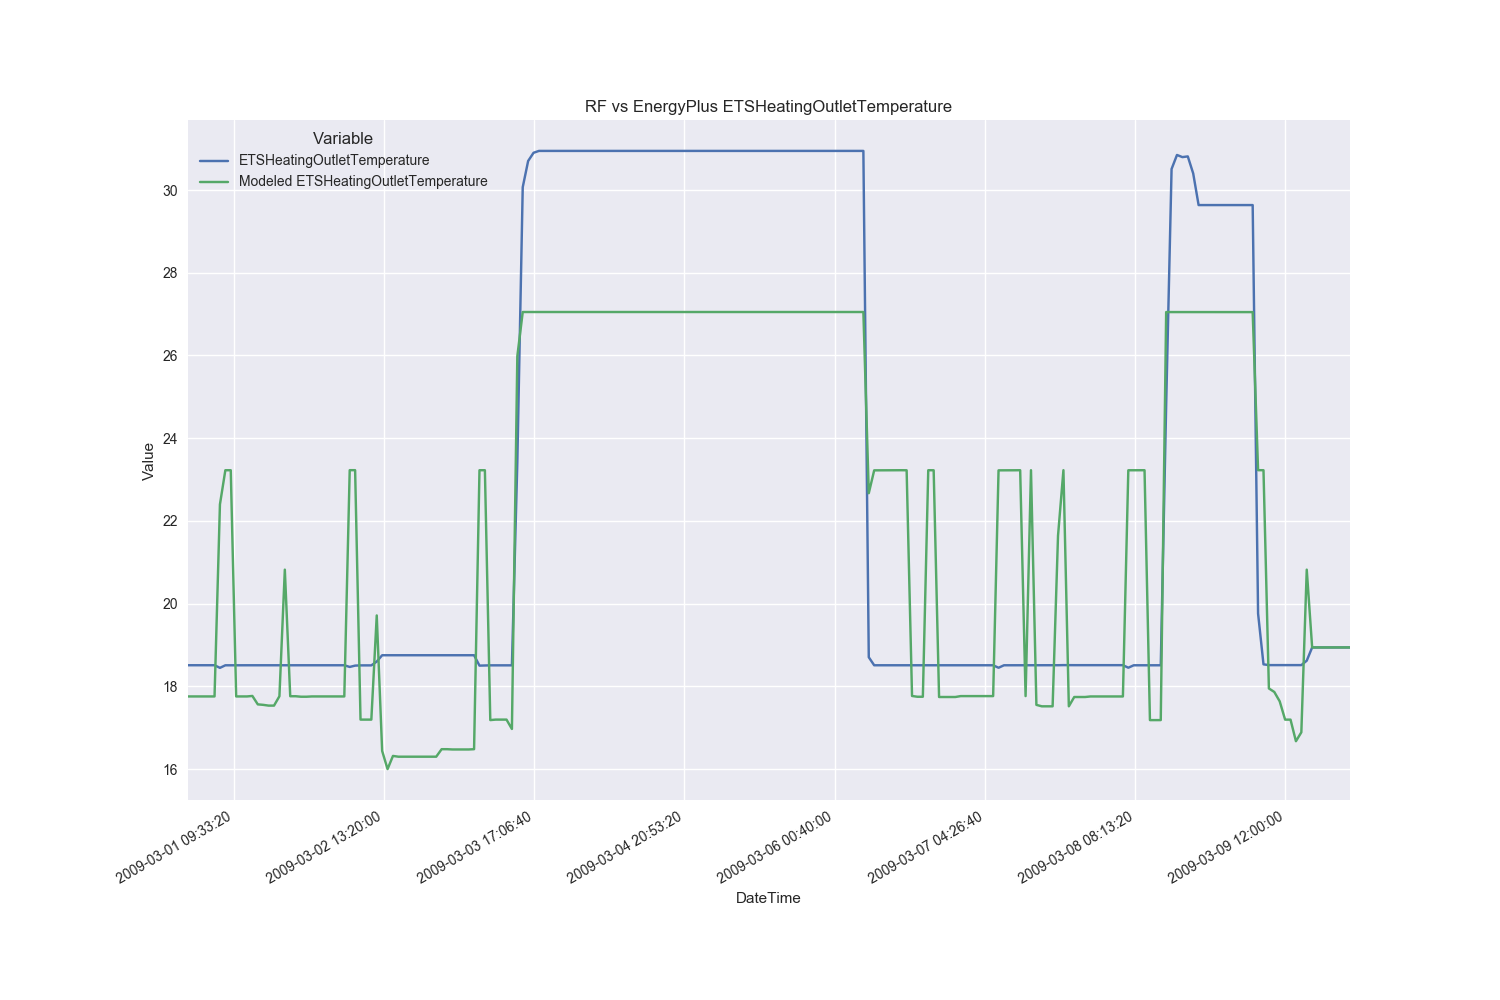 RF vs EnergyPlus ETSHeatingOutletTemperature
Variable
ETSHeatingOutletTemperature
Modeled ETSHeatingOutletTemperature
30
28
26
24
22
20
18
16
Value
2009-03-01 09:33:20
2009-03-02 13:20:00
2009-03-03 17:06:40
2009-03-04 20:53:20
2009-03-06 00:40:00
2009-03-07 04:26:40
2009-03-08 08:13:20
2009-03-09 12:00:00
DateTime